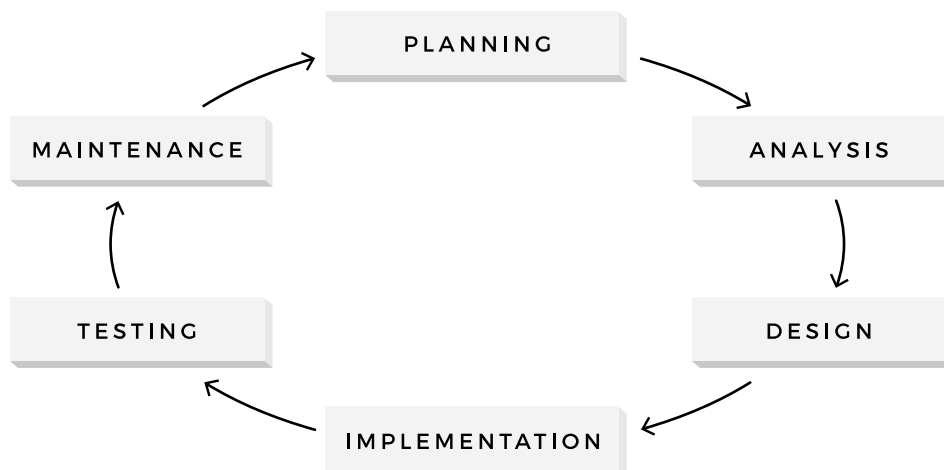 PLANNING
ANALYSIS
DESIGN
IMPLEMENTATION
TESTING
MAINTENANCE